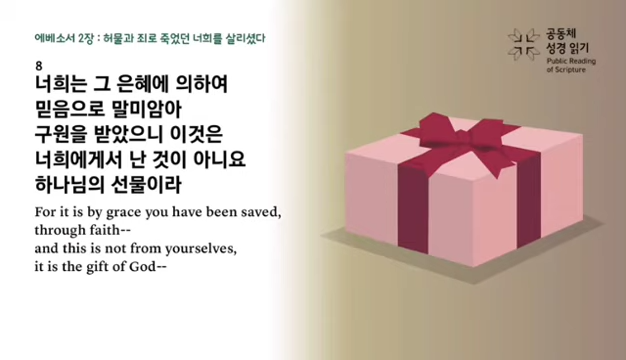 에베소서 2장 : 허물과 죄로 죽었던 너희를 살리셨다
공동체
성경 읽기
Public Reading
of Scripture
8
너희는 그 은혜에 의하여
믿음으로 말미암아
구원을 받았으니 이것은
너희에게서 난 것이 아니요
하나님의 선물이라
For it is by grace you have been saved,
through faith--
and this is not from yourselves,
it is the gift of God--